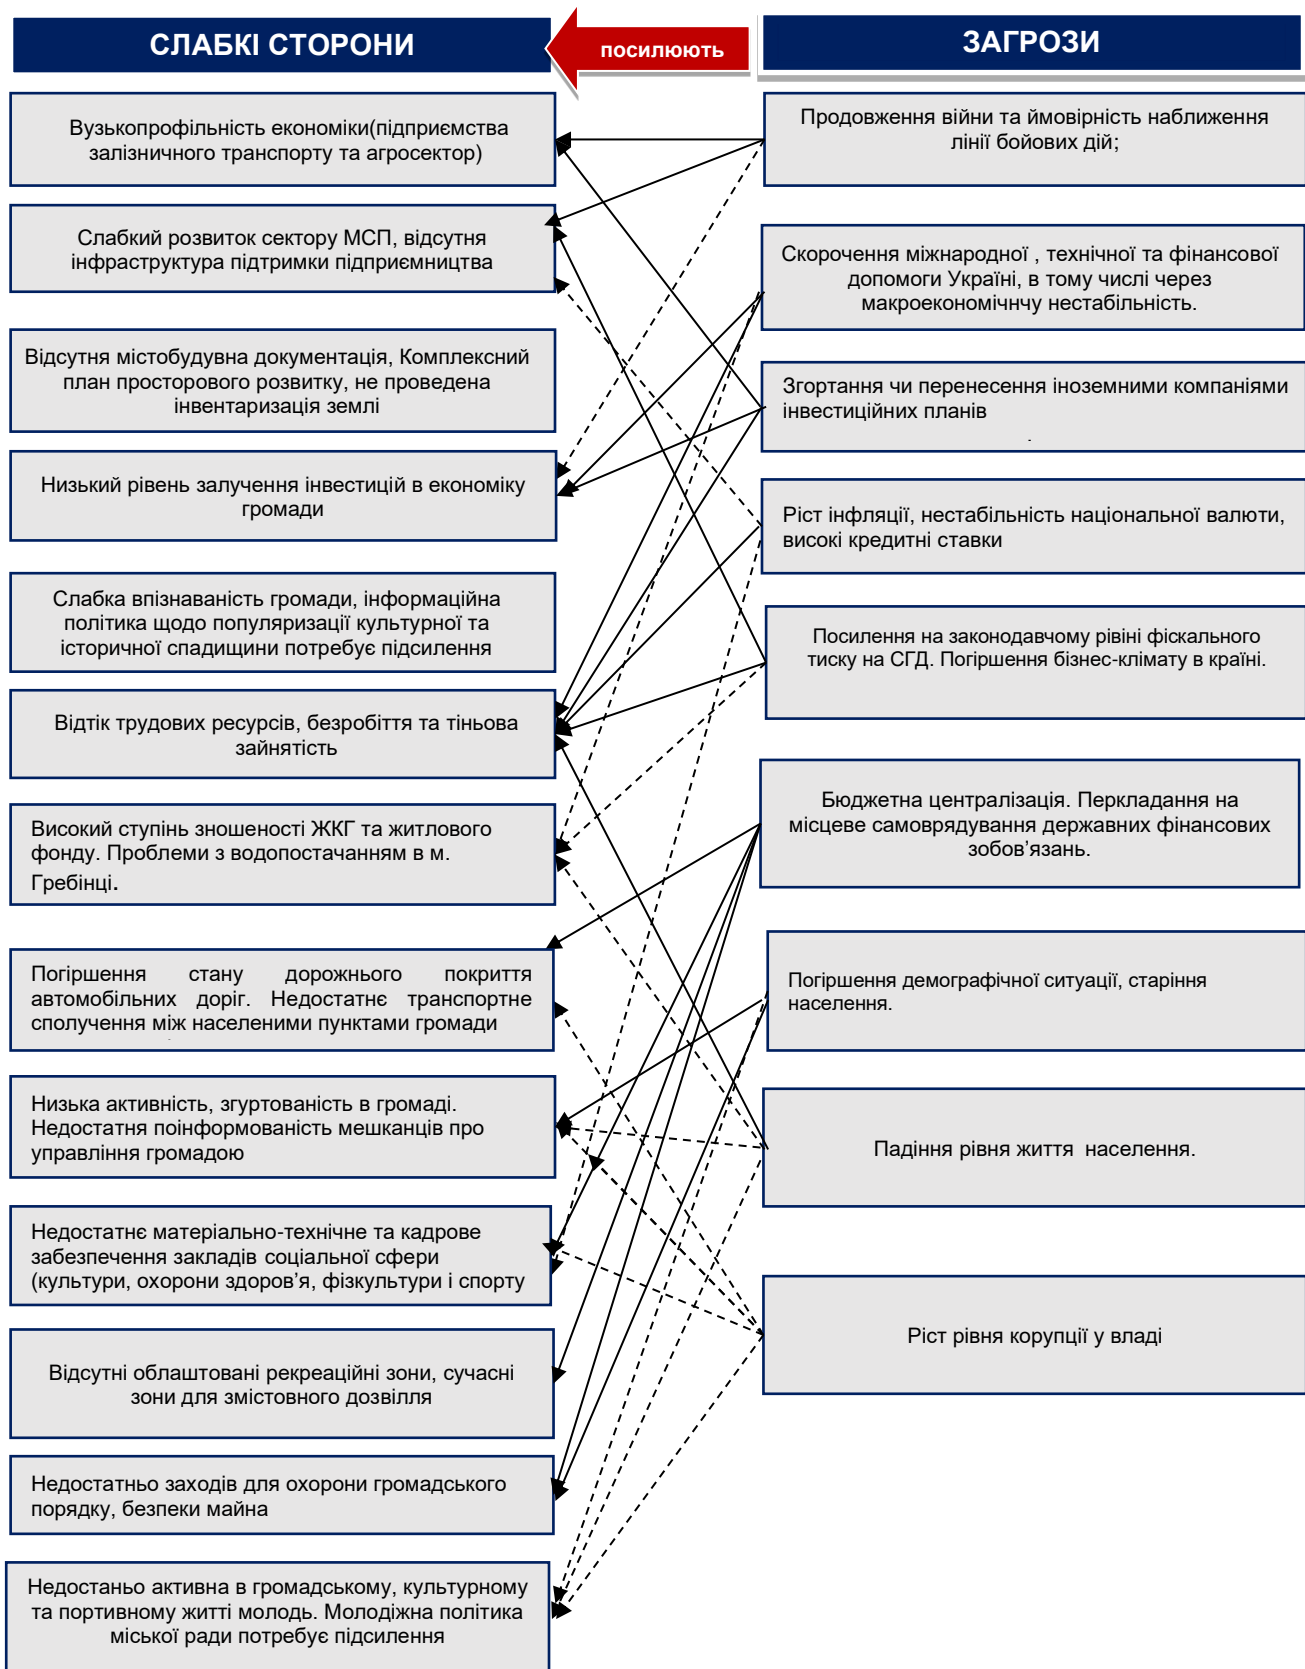 СЛАБКІ СТОРОНИ
посилюють
ЗАГРОЗИ
Вузькопрофільність економіки(підприємства
залізничного транспорту та агросектор)
Слабкий розвиток сектору МСП, відсутня
інфраструктура підтримки підприємництва
Відсутня містобудувна документація, Комплексний
план просторового розвитку, не проведена
інвентаризація землі
Низький рівень залучення інвестицій в економіку
громади
Слабка впізнаваність громади, інформаційна
політика щодо популяризації культурної та
історичної спадищини потребує підсилення
Відтік трудових ресурсів, безробіття та тіньова
зайнятість
Високий ступінь зношеності ЖКГ та житлового
фонду. Проблеми з водопостачанням в м.
Гребінці.
Погіршення стану дорожнього покриття
автомобільних доріг. Недостатнє транспортне
сполучення між населеними пунктами громади
Низька активність, згуртованість в громаді.
Недостатня поінформованість мешканців про
управління громадою
Недостатнє матеріально-технічне та кадрове
забезпечення закладів соціальної сфери
(культури, охорони здоров’я, фізкультури і спорту
Відсутні облаштовані рекреаційні зони, сучасні
зони для змістовного дозвілля
Недостатньо заходів для охорони громадського
порядку, безпеки майна
Недостаньо активна в громадському, культурному
та портивному житті молодь. Молодіжна політика
міської ради потребує підсилення
Продовження війни та ймовірність наближення
лінії бойових дій;
Скорочення міжнародної , технічної та фінансової
допомоги Україні, в тому числі через
макроекономічнчу нестабільність.
Згортання чи перенесення іноземними компаніями
інвестиційних планів
.
Ріст інфляції, нестабільність національної валюти,
високі кредитні ставки
Посилення на законодавчому рівніні фіскального
тиску на СГД. Погіршення бізнес-клімату в країні.
Бюджетна централізація. Перкладання на
місцеве самоврядування державних фінансових
зобов’язань.
Погіршення демографічної ситуації, старіння
населення.
Падіння рівня життя населення.
Ріст рівня корупції у владі